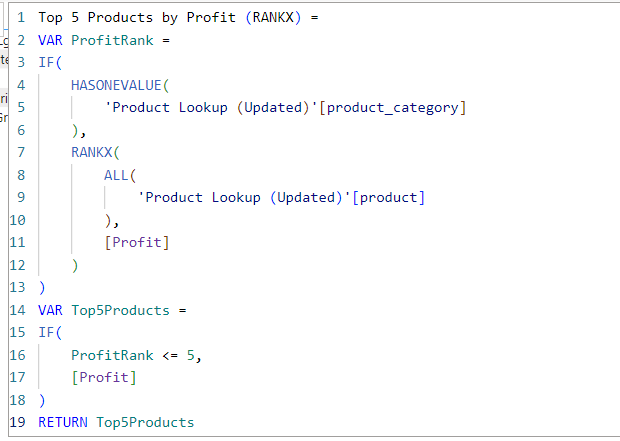 1 Top 5 Products by Profit (RANKX) =
2 VAR ProfitRank =
3 IF(
4 HASONEVALUE(
5 'Product Lookup (Updated)'[product_category]
6 ),
7 RANKX(
8 ALL(
9 'Product Lookup (Updated)'[product]
10 ),
11 [Profit]
12 )
13 )
14 VAR Top5Products =
15 IF(
16 ProfitRank <= 5,
17 [Profit]
18 )
19 RETURN Top5Products